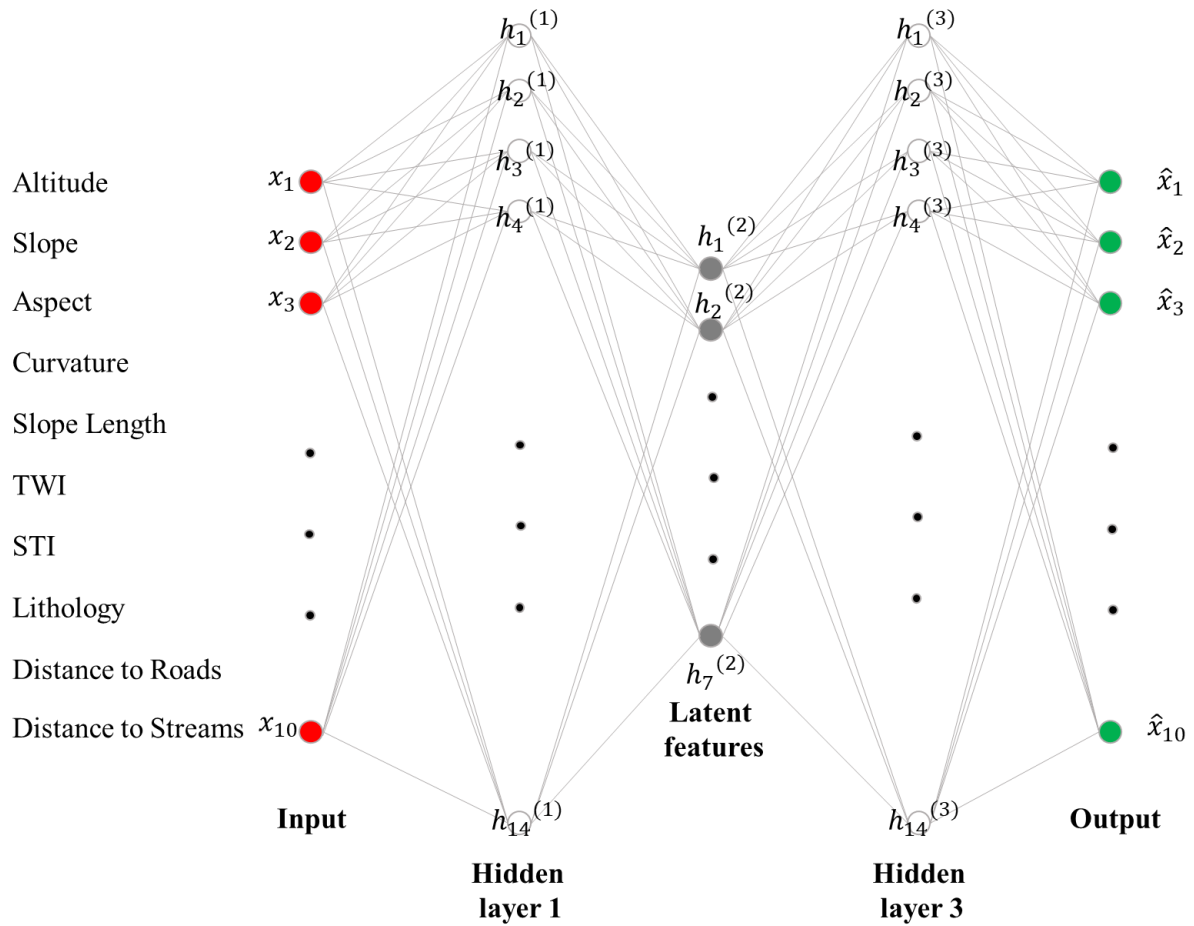 h₁⁽¹⁾
h₂⁽¹⁾
h₃⁽¹⁾
h₄⁽¹⁾
h₁⁽³⁾
h₂⁽³⁾
h₃⁽³⁾
h₄⁽³⁾
Altitude x₁
Slope x₂
Aspect x₃
Curvature
Slope Length
TWI
STI
Lithology
Distance to Roads
Distance to Streams x₁₀
h₁⁽²⁾
h₂⁽²⁾
h₇⁽²⁾
Latent
features
x̂₁
x̂₂
x̂₃
x̂₁₀
Input
h₁₄⁽¹⁾
Hidden
layer 1
h₁₄⁽³⁾
Hidden
layer 3
Output